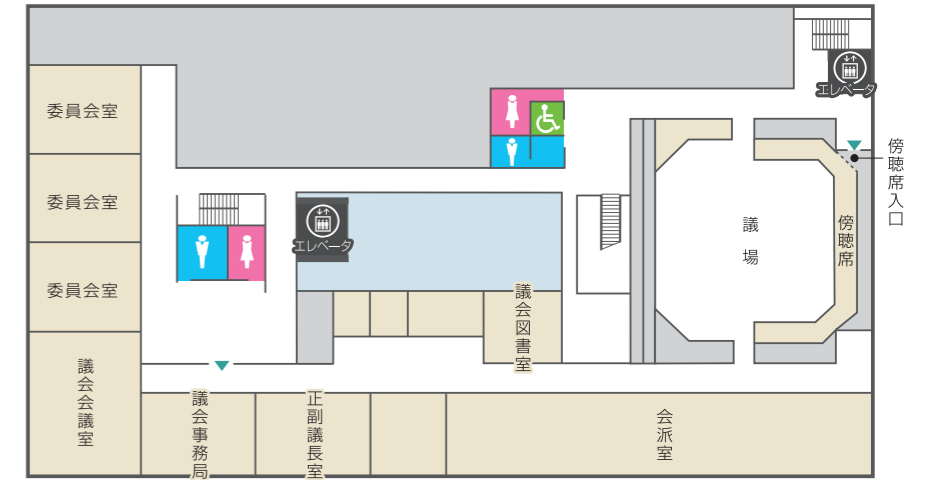 エレベータ
委員会室
傍聴席入口
委員会室
議場
傍聴席
エレベータ
委員会室
議会図書室
議会会議室
議会事務局
正副議長室
会派室